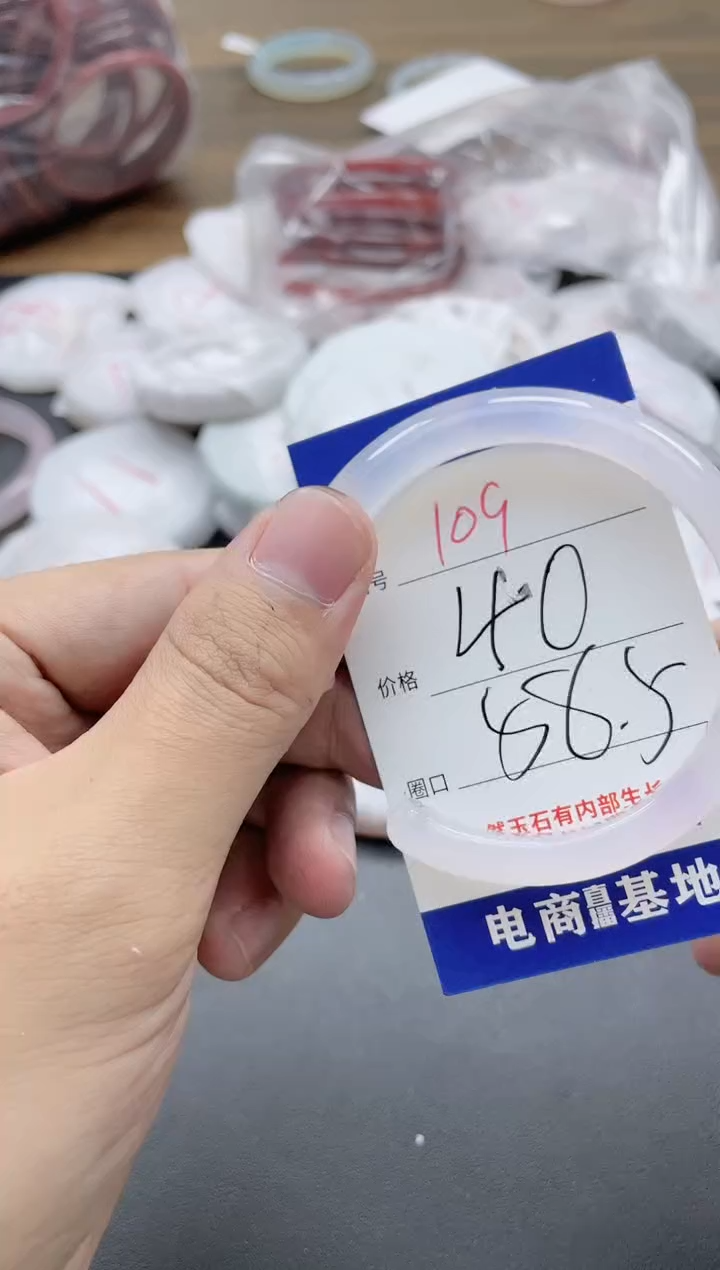 号 109
价格 40
圈口 58.5
然玉石有内部生长
电商直播基地